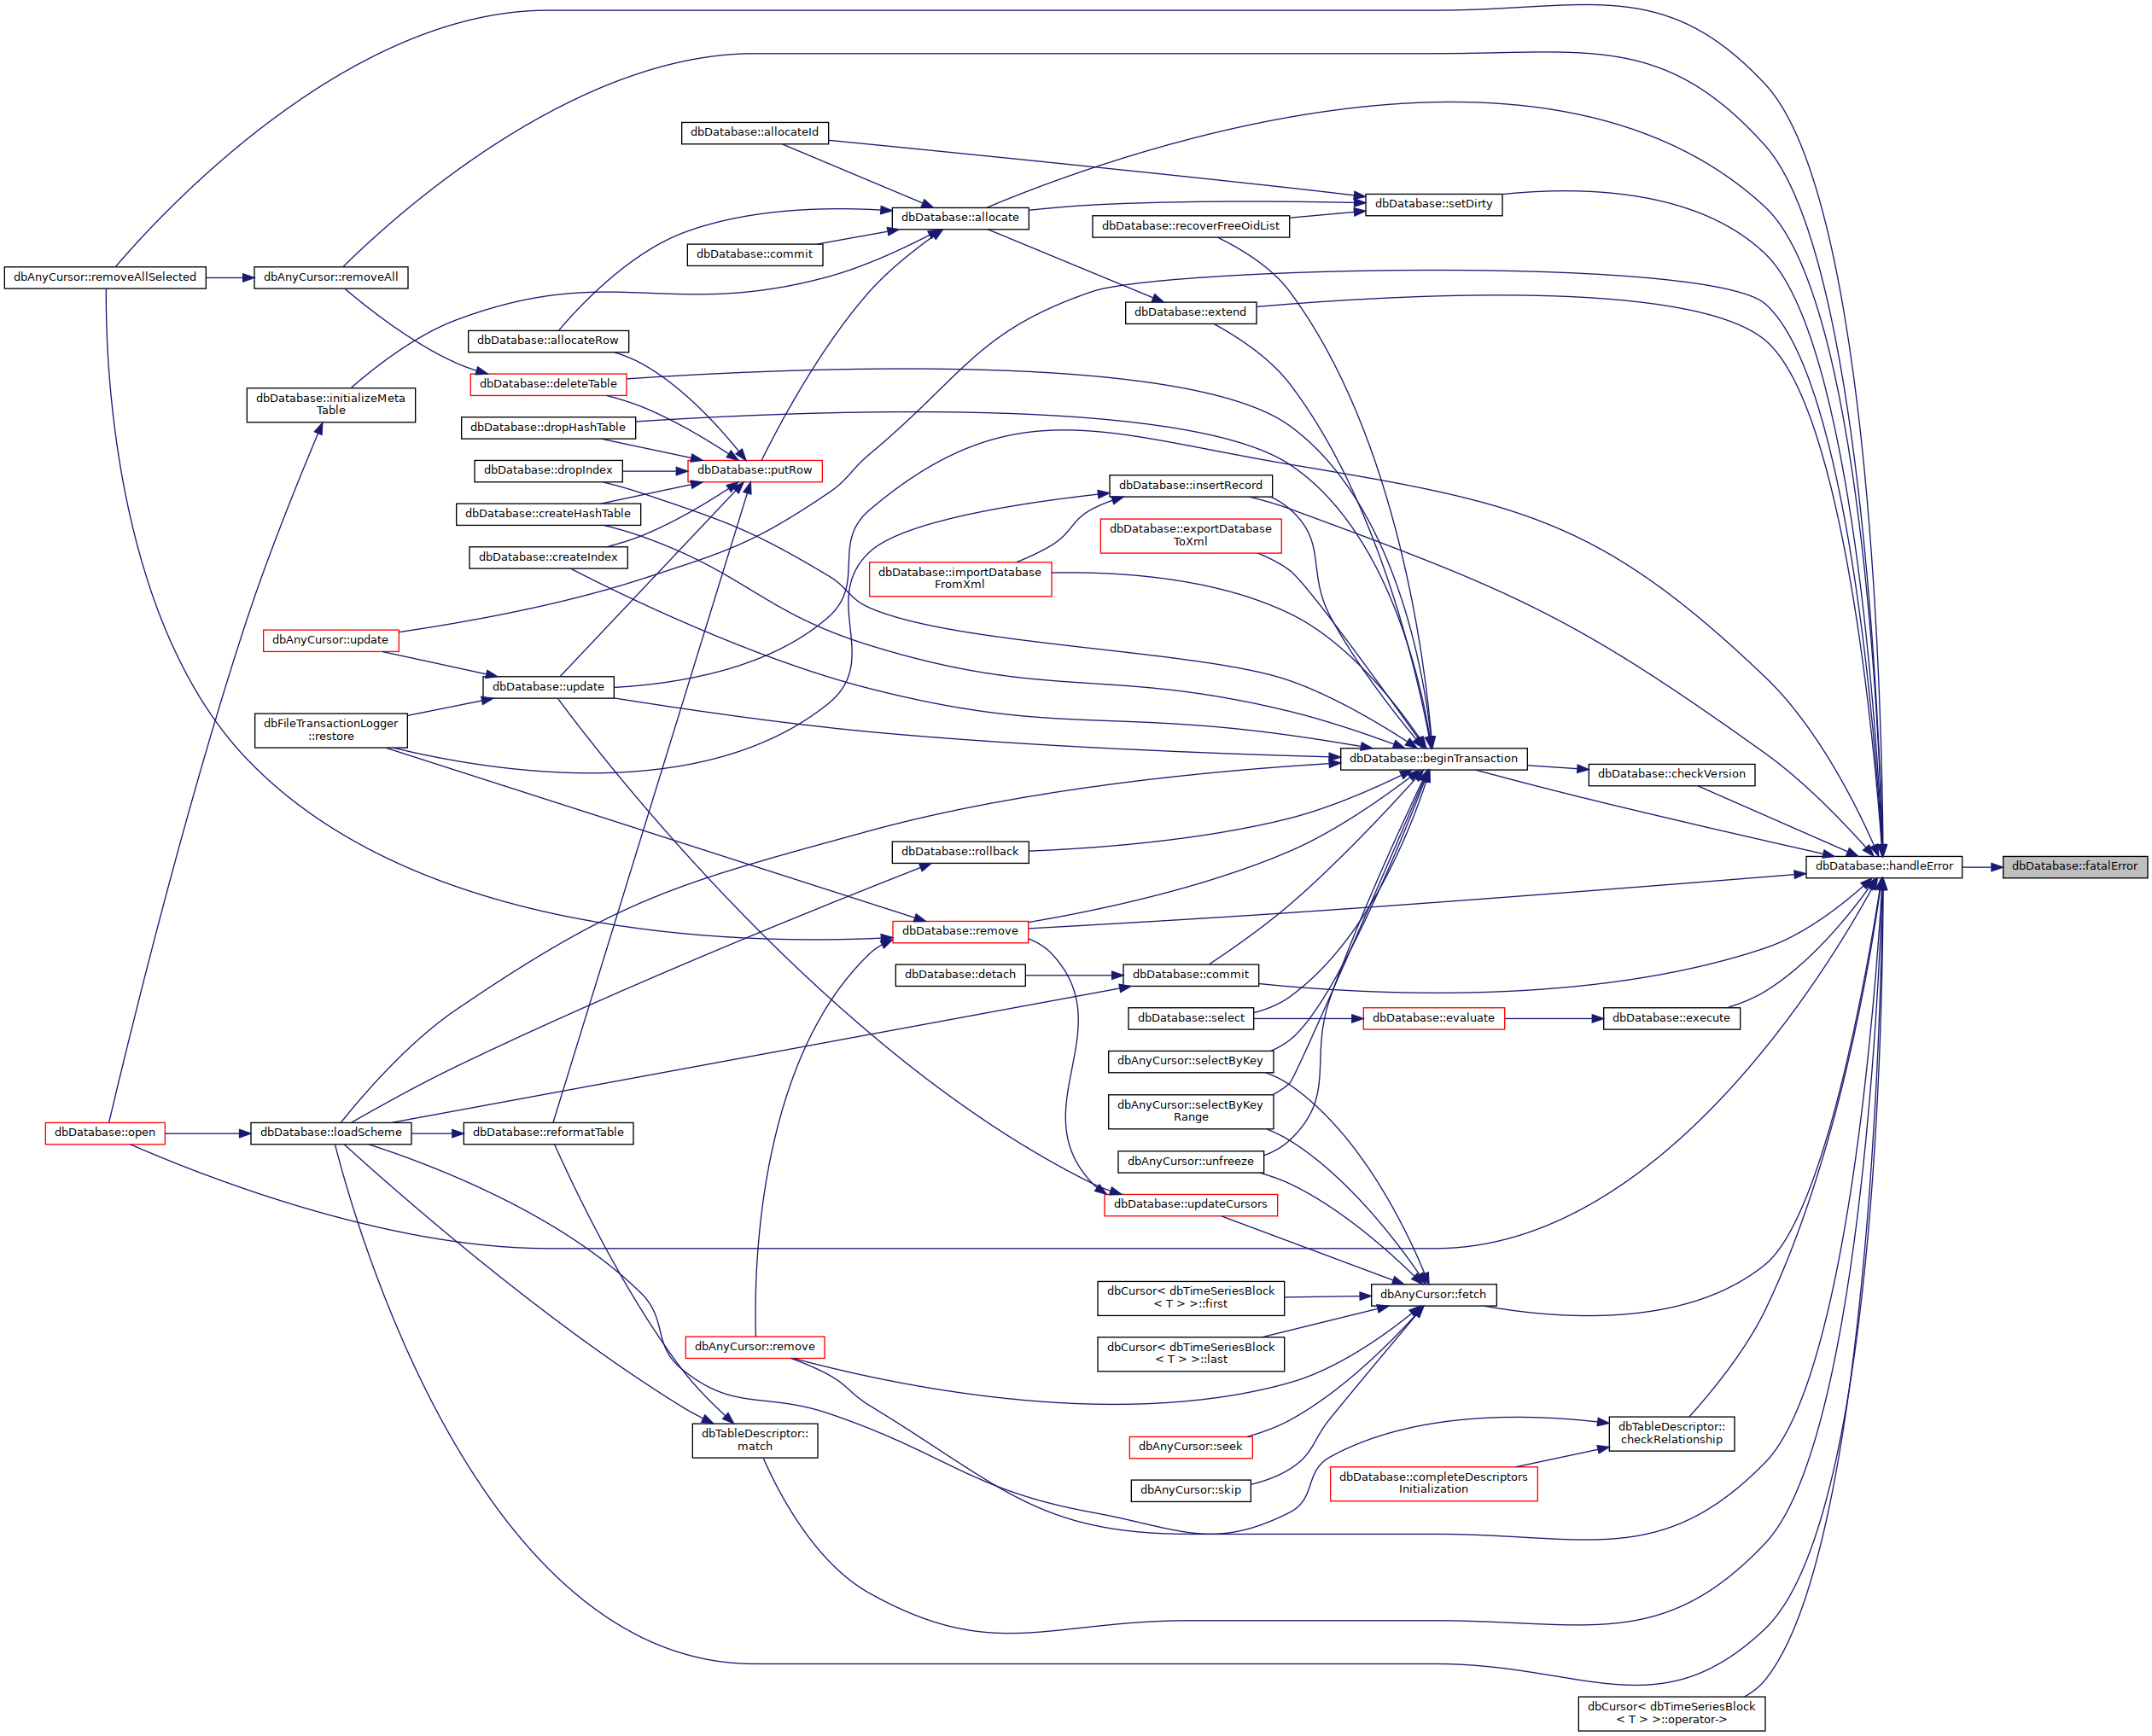 dbDatabase::allocateId
dbDatabase::setDirty
dbDatabase::allocate
dbDatabase::recoverFreeOidList
dbDatabase::commit
dbAnyCursor::removeAllSelected
dbAnyCursor::removeAll
dbDatabase::extend
dbDatabase::allocateRow
dbDatabase::deleteTable
dbDatabase::initializeMeta
Table
dbDatabase::dropHashTable
dbDatabase::dropIndex
dbDatabase::putRow
dbDatabase::insertRecord
dbDatabase::createHashTable
dbDatabase::exportDatabase
ToXml
dbDatabase::createIndex
dbDatabase::importDatabase
FromXml
dbAnyCursor::update
dbDatabase::update
dbFileTransactionLogger
::restore
dbDatabase::beginTransaction
dbDatabase::checkVersion
dbDatabase::rollback
dbDatabase::handleError
dbDatabase::fatalError
dbDatabase::remove
dbDatabase::detach
dbDatabase::commit
dbDatabase::select
dbDatabase::evaluate
dbDatabase::execute
dbAnyCursor::selectByKey
dbAnyCursor::selectByKey
Range
dbDatabase::open
dbDatabase::loadScheme
dbDatabase::reformatTable
dbAnyCursor::unfreeze
dbDatabase::updateCursors
dbCursor< dbTimeSeriesBlock
< T > >::first
dbAnyCursor::fetch
dbAnyCursor::remove
dbCursor< dbTimeSeriesBlock
< T > >::last
dbTableDescriptor::
match
dbAnyCursor::seek
dbTableDescriptor::
checkRelationship
dbAnyCursor::skip
dbDatabase::completeDescriptors
Initialization
dbCursor< dbTimeSeriesBlock
< T > >::operator->